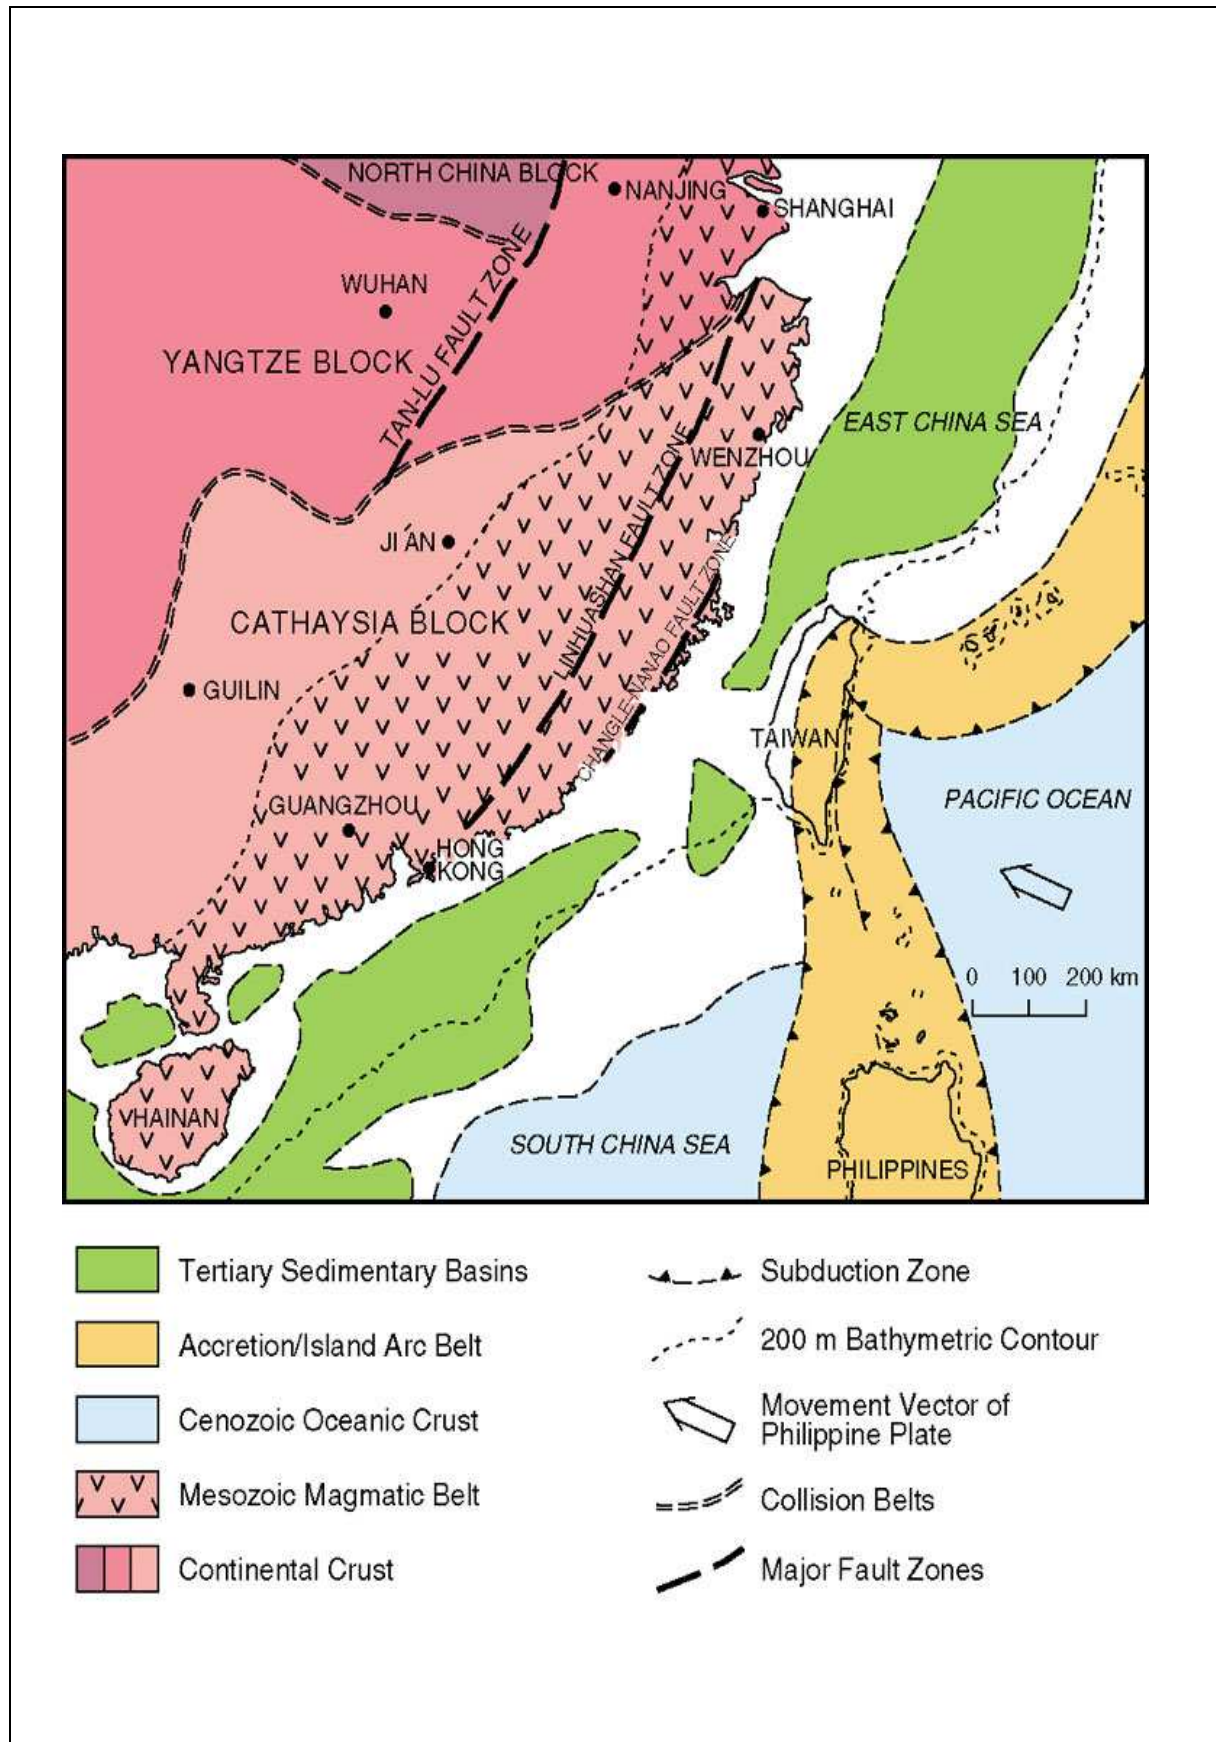 NORTH CHINA BLOCK
NANJING
SHANGHAI
WUHAN
TAN-LU FAULT ZONE
YANGTZE BLOCK
EAST CHINA SEA
WENZHOU
LINHUASHAN FAULT ZONE
JI´AN
CHANGLE-NANAO FAULT ZONE
CATHAYSIA BLOCK
GUILIN
TAIWAN
GUANGZHOU
PACIFIC OCEAN
HONG
KONG
0 100 200 km
HAINAN
SOUTH CHINA SEA
PHILIPPINES
Tertiary Sedimentary Basins
Accretion/Island Arc Belt
Cenozoic Oceanic Crust
Mesozoic Magmatic Belt
Continental Crust
Subduction Zone
200 m Bathymetric Contour
Movement Vector of
Philippine Plate
Collision Belts
Major Fault Zones